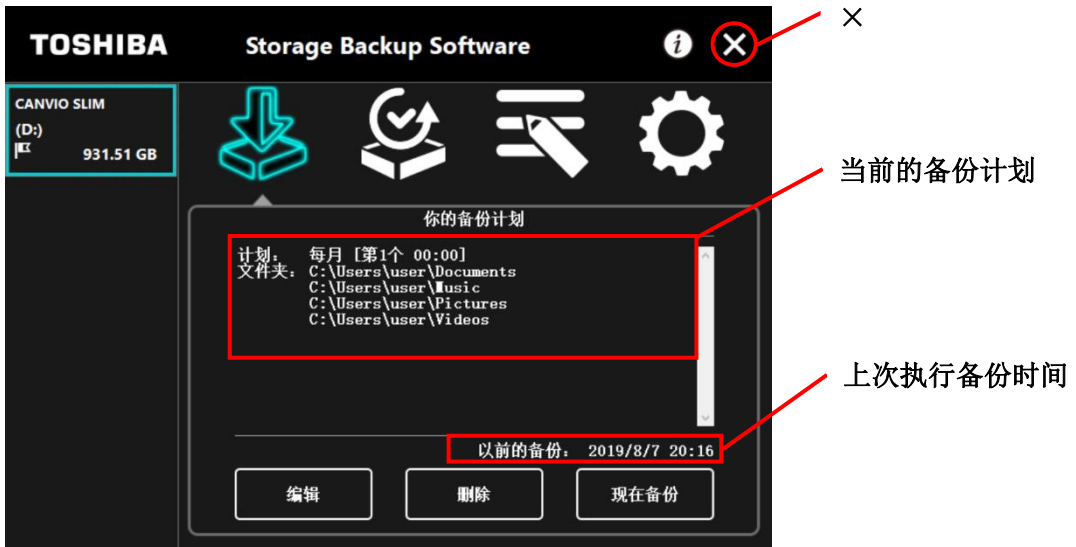 TOSHIBA
Storage Backup Software
i
×
CANVIO SLIM
(D:)
931.51 GB
当前的备份计划
你的备份计划
计划: 每月 [第1个 00:00]
文件夹: C:\Users\user\Documents
C:\Users\user\Music
C:\Users\user\Pictures
C:\Users\user\Videos
上次执行备份时间
以前的备份: 2019/8/7 20:16
编辑
删除
现在备份